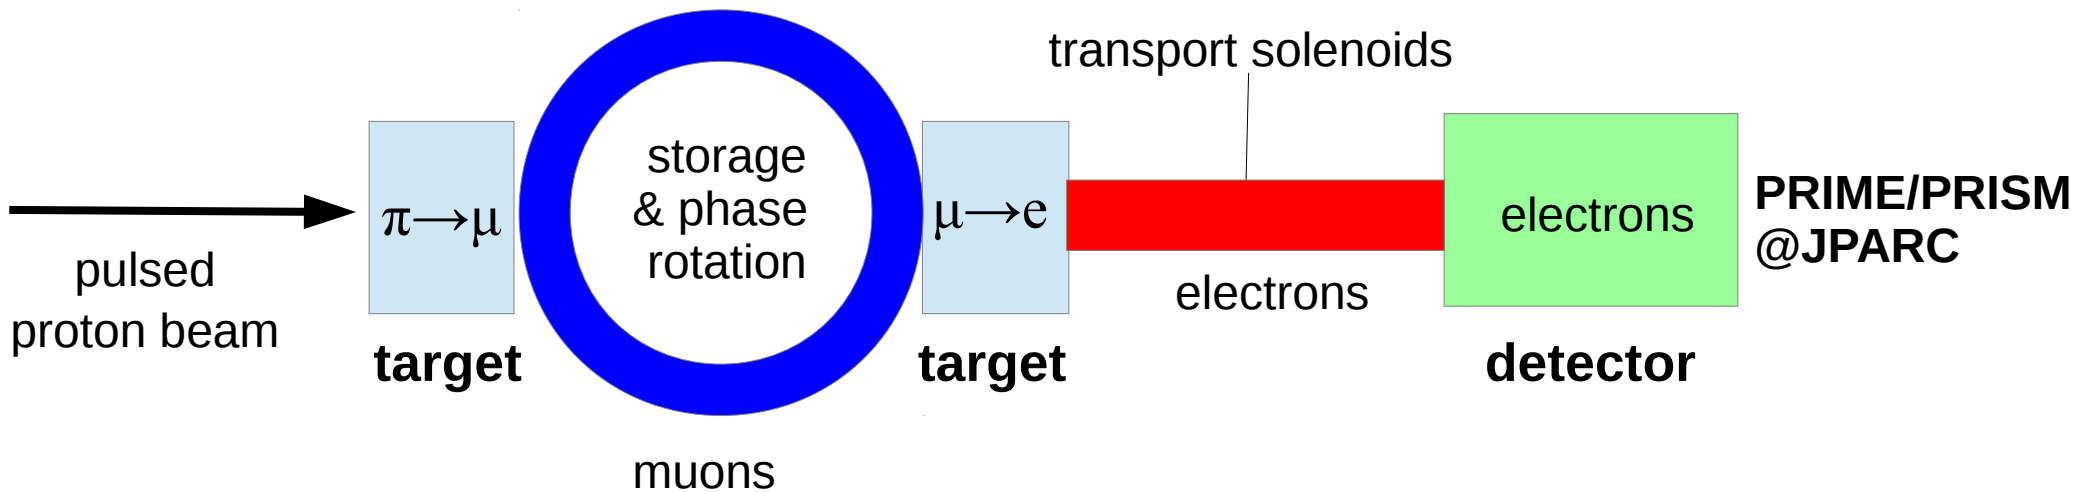 transport solenoids
pulsed
proton beam
π→μ
target
storage
& phase
rotation
muons
μ→e
target
electrons
electrons
detector
PRIME/PRISM
@JPARC